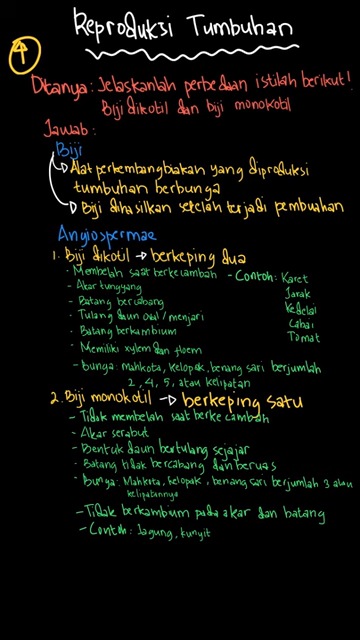 Reproduksi Tumbuhan
1
Ditanya: Jelaskanlah perbedaan istilah berikut!
Biji dikotil dan biji monokotil
Jawab:
Biji
Alat perkembangbiakan yang diproduksi
tumbuhan berbunga
Biji dihasilkan setelah terjadi pembuahan
Angiospermae
1. Biji dikotil → berkeping dua
- Membelah saat berkecambah - Contoh: Karet
- Akar tunggang Jarak
- Batang bercabang Kedelai
- Tulang daun oval/menjari Cabai
- Batang berkambium Tomat
- Memiliki xylem dan floem
- bunga: mahkota, kelopak, benang sari berjumlah
2, 4, 5, atau kelipatan
2. Biji monokotil → berkeping satu
- Tidak membelah saat berkecambah
- Akar serabut
- Bentuk daun bertulang sejajar
- Batang tidak bercabang dan beruas
- Bunga: Mahkota, kelopak, benang sari berjumlah 3 atau
kelipatannya
- Tidak berkambium pada akar dan batang
- Contoh: Jagung, kunyit